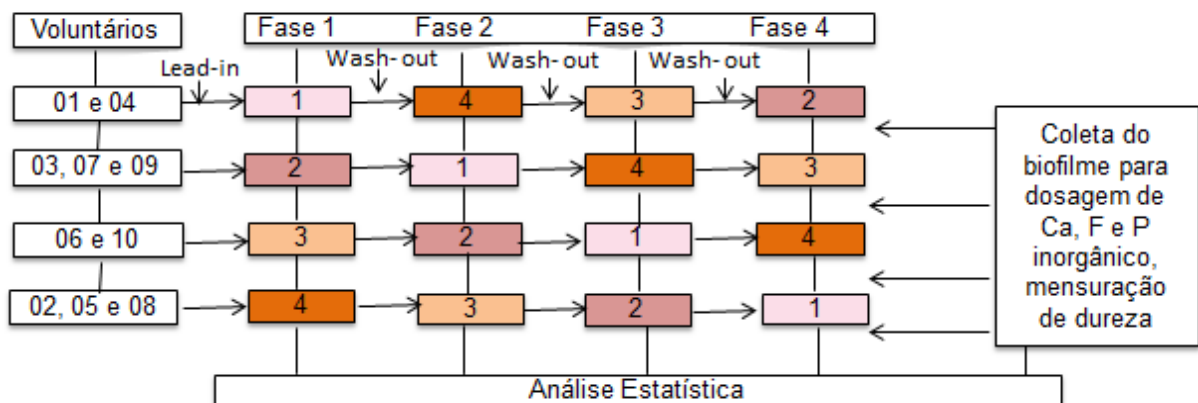 Voluntários
Fase 1 Fase 2 Fase 3 Fase 4
Lead-in Wash- out Wash- out Wash- out
01 e 04 1 4 3 2
03, 07 e 09 2 1 4 3
06 e 10 3 2 1 4
02, 05 e 08 4 3 2 1
Coleta do
biofilme para
dosagem de
Ca, F e P
inorgânico,
mensuração
de dureza
Análise Estatística